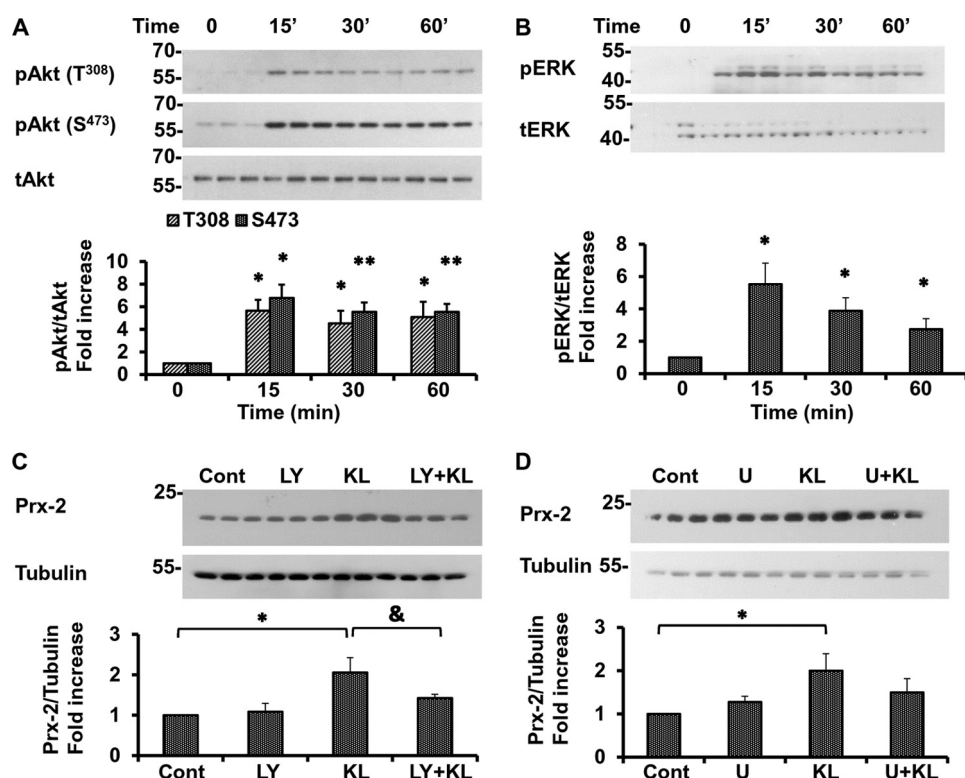 A Time 0 15' 30' 60'
70-
pAkt (T308)
55-
70-
pAkt (S473)
55-
70-
tAkt
55-
T308 S473
pAkt/tAkt
Fold increase
10
8
6
4
2
0
* * * ** * **
0 15 30 60
Time (min)
B Time 0 15' 30' 60'
55-
pERK
40-
55-
tERK
40-
pERK/tERK
Fold increase
8
6
4
2
0
* * *
0 15 30 60
Time (min)
C
Cont LY KL LY+KL
25-
Prx-2
Tubulin 55-
Prx-2/Tubulin
Fold increase
3
2
1
0
* &
Cont LY KL LY+KL
D
Cont U KL U+KL
25-
Prx-2
Tubulin 55-
Prx-2/Tubulin
Fold increase
3
2
1
0
*
Cont U KL U+KL